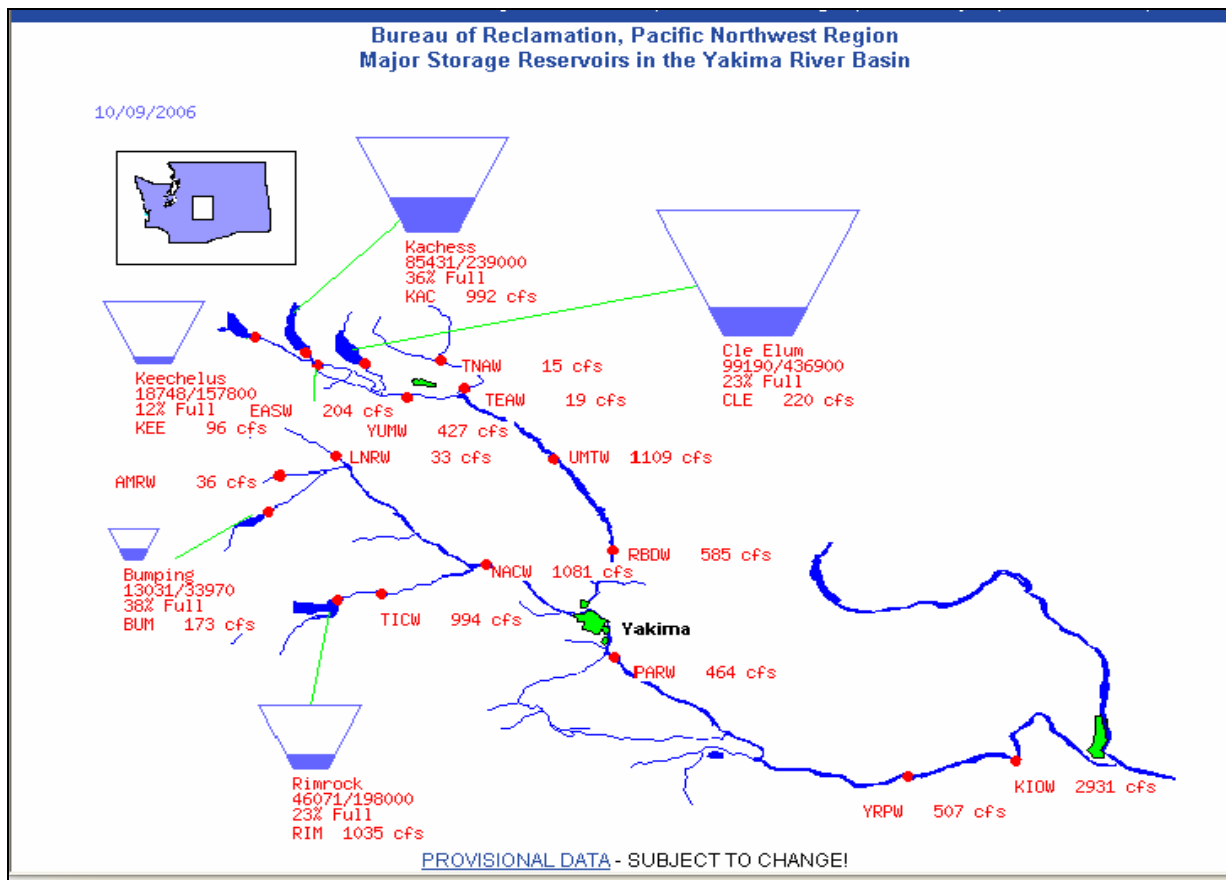 Bureau of Reclamation, Pacific Northwest Region
Major Storage Reservoirs in the Yakima River Basin
10/09/2006
Kachess
85431/239000
36% Full
KAC 992 cfs
Cle Elum
99190/436900
23% Full
CLE 220 cfs
Keechelus
18748/157800
12% Full
KEE 96 cfs
TNAW 15 cfs
TEAW 19 cfs
EASW 204 cfs
YUMW 427 cfs
LNRW 33 cfs
UMTW 1109 cfs
AMRW 36 cfs
Bumping
13031/33970
38% Full
BUM 173 cfs
RBDW 585 cfs
NACW 1081 cfs
TICW 994 cfs
Yakima
PARW 464 cfs
Rimrock
46071/198000
23% Full
RIM 1035 cfs
KIOW 2931 cfs
YRPW 507 cfs
PROVISIONAL DATA - SUBJECT TO CHANGE!